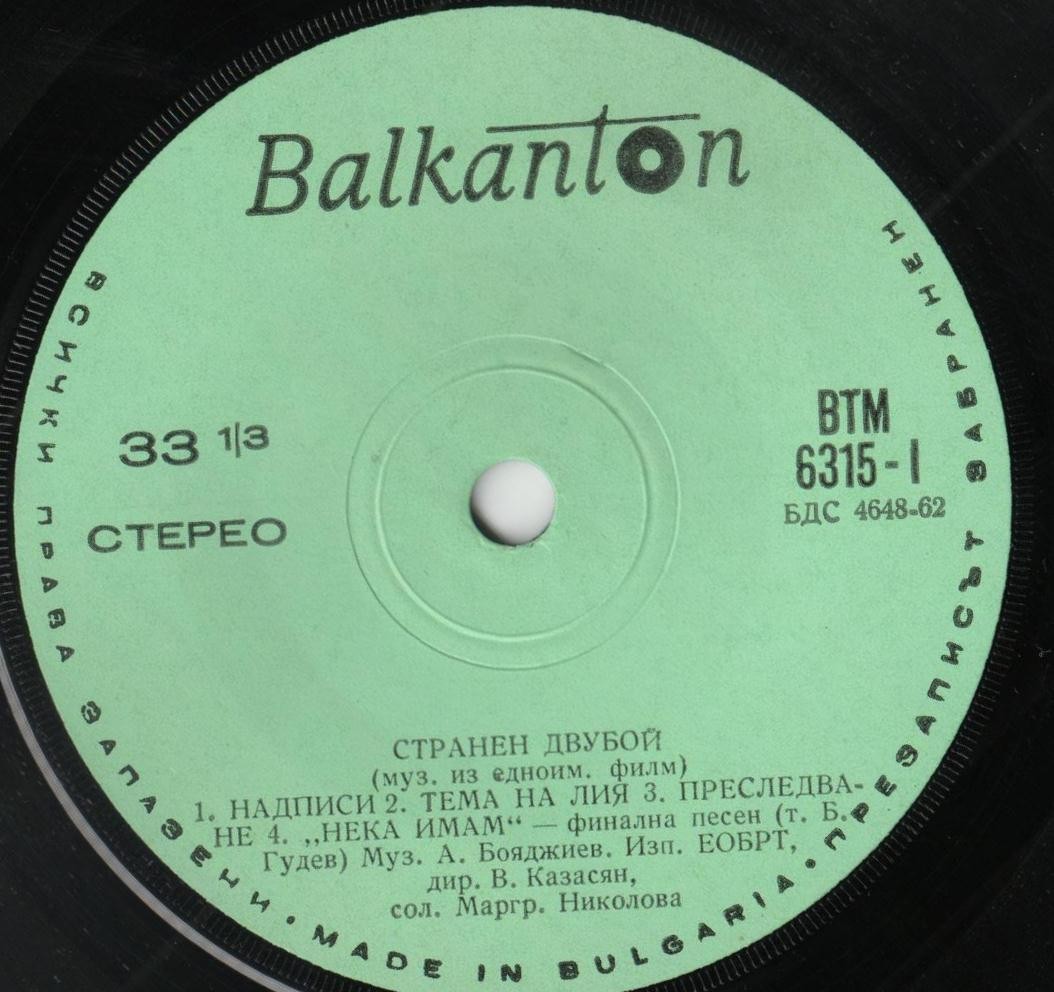 Balkanton
33 1/3
СТЕРЕО
ВТМ
6315-I
БДС 4648-62
СТРАНЕН ДВУБОЙ
(муз. из едноим. филм)
1. НАДПИСИ 2. ТЕМА НА ЛИЯ 3. ПРЕСЛЕДВА-
НЕ 4. „НЕКА ИМАМ“ — финална песен (т. Б.
Гудев) Муз. А. Бояджиев. Изп. ЕОБРТ,
дир. В. Казасян,
сол. Маргр. Николова
ВСИЧКИ ПРАВА ЗАПАЗЕНИ • MADE IN BULGARIA • ПРЕЗАПИСЪТ ЗАБРАНЕН